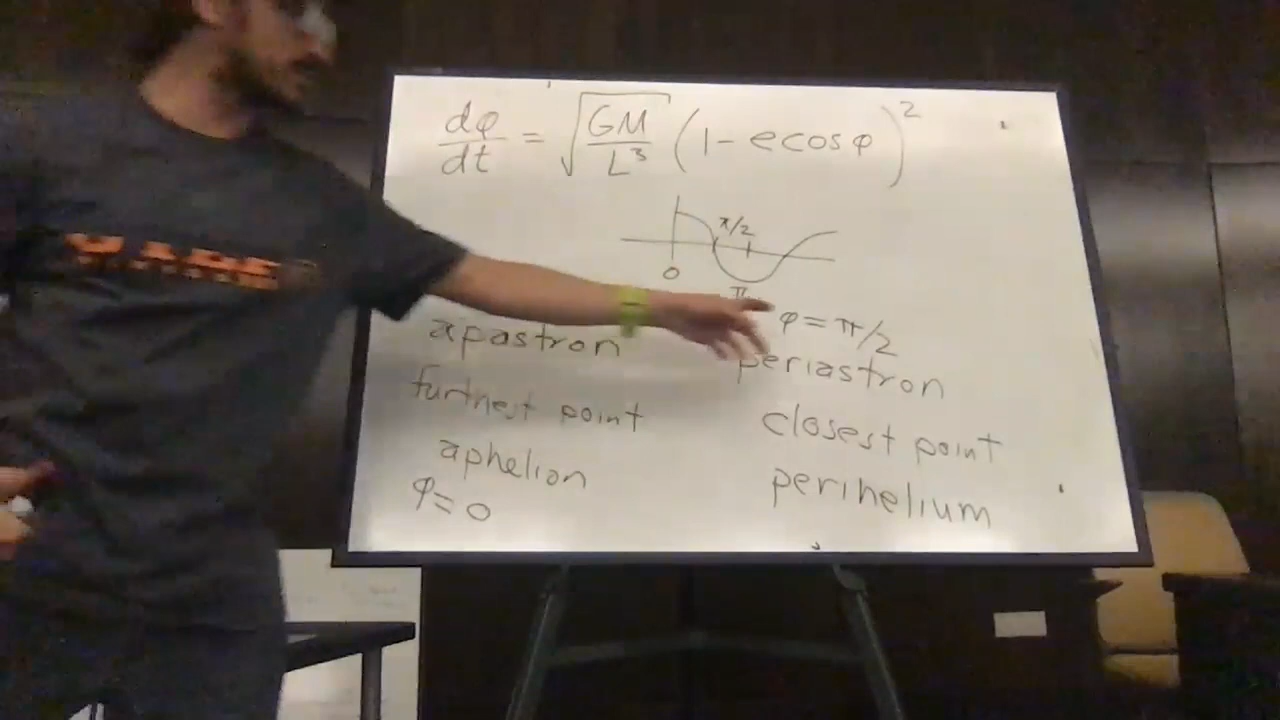 dφ/dt = √(GM/L³) (1 - e cos φ)²
π/2
0
π
apastron
furthest point
aphelion
φ = 0
φ = π/2
periastron
closest point
perihelium